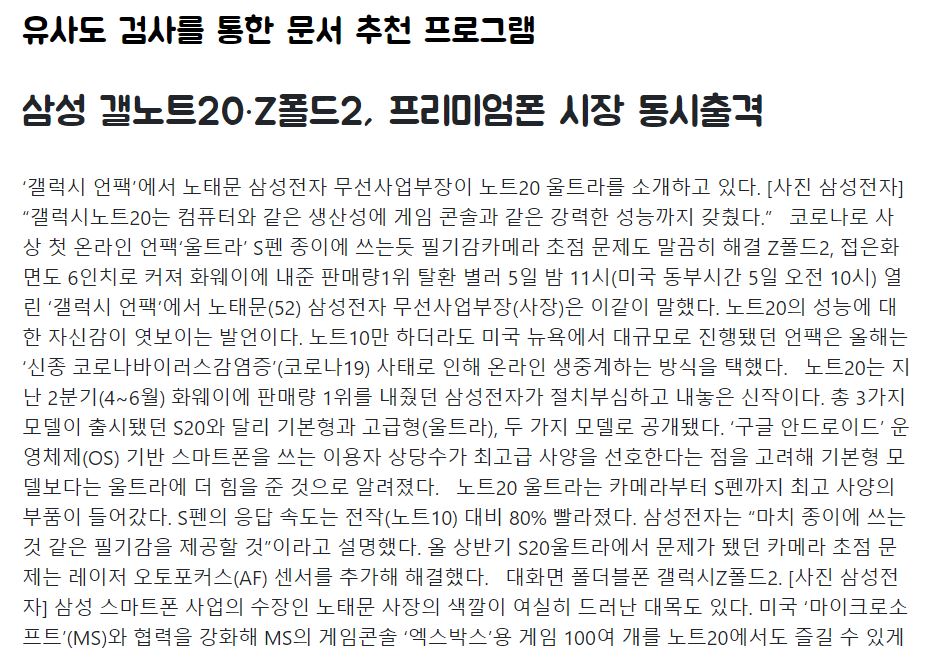 유사도 검사를 통한 문서 추천 프로그램
삼성 갤노트20·Z폴드2, 프리미엄폰 시장 동시출격
‘갤럭시 언팩’에서 노태문 삼성전자 무선사업부장이 노트20 울트라를 소개하고 있다. [사진 삼성전자]
“갤럭시노트20는 컴퓨터와 같은 생산성에 게임 콘솔과 같은 강력한 성능까지 갖췄다.”   코로나로 사
상 첫 온라인 언팩‘울트라’ S펜 종이에 쓰는듯 필기감카메라 초점 문제도 말끔히 해결 Z폴드2, 접은화
면도 6인치로 커져 화웨이에 내준 판매량1위 탈환 별러 5일 밤 11시(미국 동부시간 5일 오전 10시) 열
린 ‘갤럭시 언팩’에서 노태문(52) 삼성전자 무선사업부장(사장)은 이같이 말했다. 노트20의 성능에 대
한 자신감이 엿보이는 발언이다. 노트10만 하더라도 미국 뉴욕에서 대규모로 진행됐던 언팩은 올해는
‘신종 코로나바이러스감염증’(코로나19) 사태로 인해 온라인 생중계하는 방식을 택했다.   노트20는 지
난 2분기(4~6월) 화웨이에 판매량 1위를 내줬던 삼성전자가 절치부심하고 내놓은 신작이다. 총 3가지
모델이 출시됐던 S20와 달리 기본형과 고급형(울트라), 두 가지 모델로 공개됐다. ‘구글 안드로이드’ 운
영체제(OS) 기반 스마트폰을 쓰는 이용자 상당수가 최고급 사양을 선호한다는 점을 고려해 기본형 모
델보다는 울트라에 더 힘을 준 것으로 알려졌다.   노트20 울트라는 카메라부터 S펜까지 최고 사양의
부품이 들어갔다. S펜의 응답 속도는 전작(노트10) 대비 80% 빨라졌다. 삼성전자는 “마치 종이에 쓰는
것 같은 필기감을 제공할 것”이라고 설명했다. 올 상반기 S20울트라에서 문제가 됐던 카메라 초점 문
제는 레이저 오토포커스(AF) 센서를 추가해 해결했다.   대화면 폴더블폰 갤럭시Z폴드2. [사진 삼성전
자] 삼성 스마트폰 사업의 수장인 노태문 사장의 색깔이 여실히 드러난 대목도 있다. 미국 ‘마이크로소
프트’(MS)와 협력을 강화해 MS의 게임콘솔 ‘엑스박스’용 게임 100여 개를 노트20에서도 즐길 수 있게